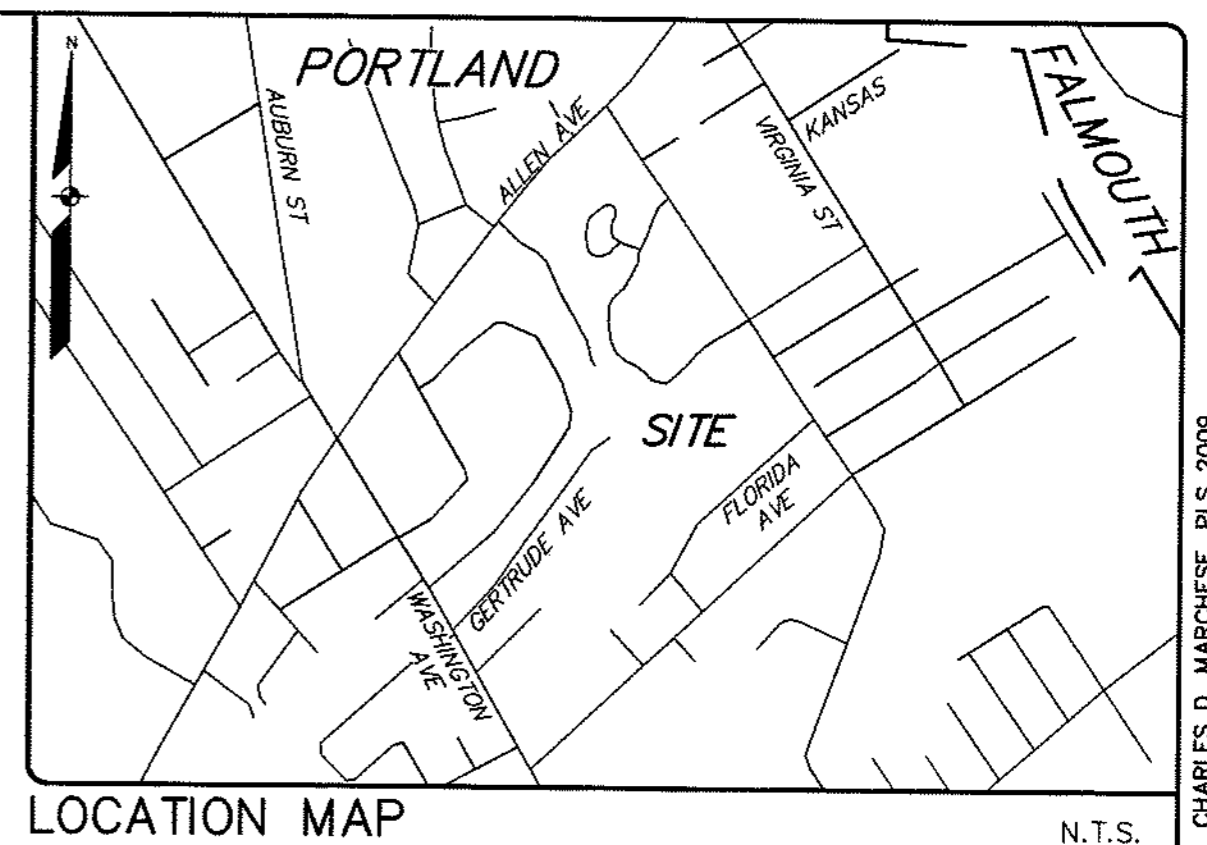 N
PORTLAND
FALMOUTH
AUBURN ST
ALLEN AVE
VIRGINIA ST
KANSAS
SITE
FLORIDA
AVE
GERTRUDE AVE
WASHINGTON
AVE
LOCATION MAP
N.T.S.
CHARLES D. MARCHESE, PLS 2009